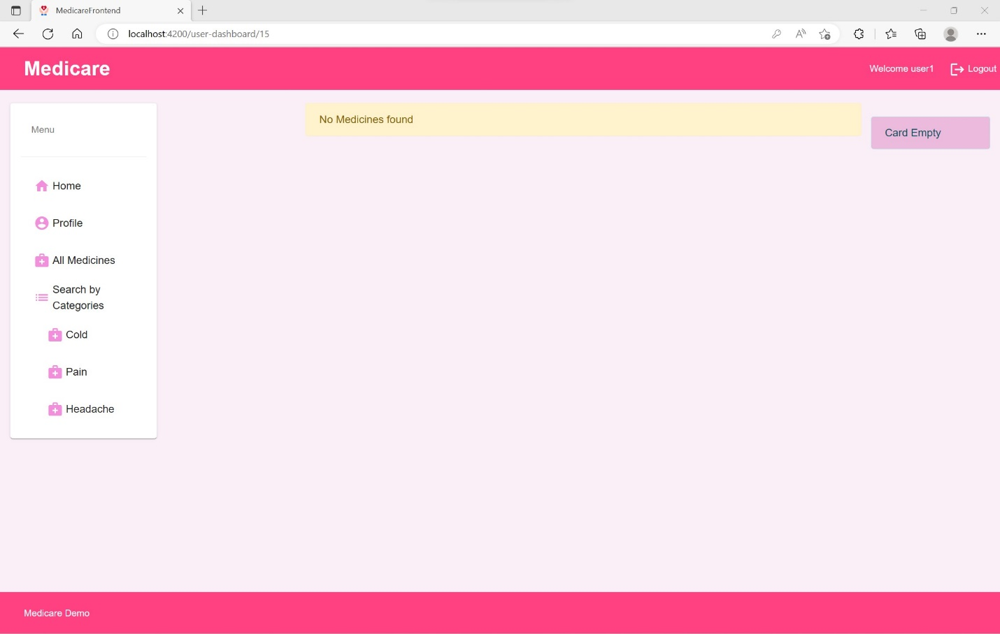 MedicareFrontend
localhost:4200/user-dashboard/15
Medicare
Welcome user1
Logout
Menu
No Medicines found
Card Empty
Home
Profile
All Medicines
Search by
Categories
Cold
Pain
Headache
Medicare Demo